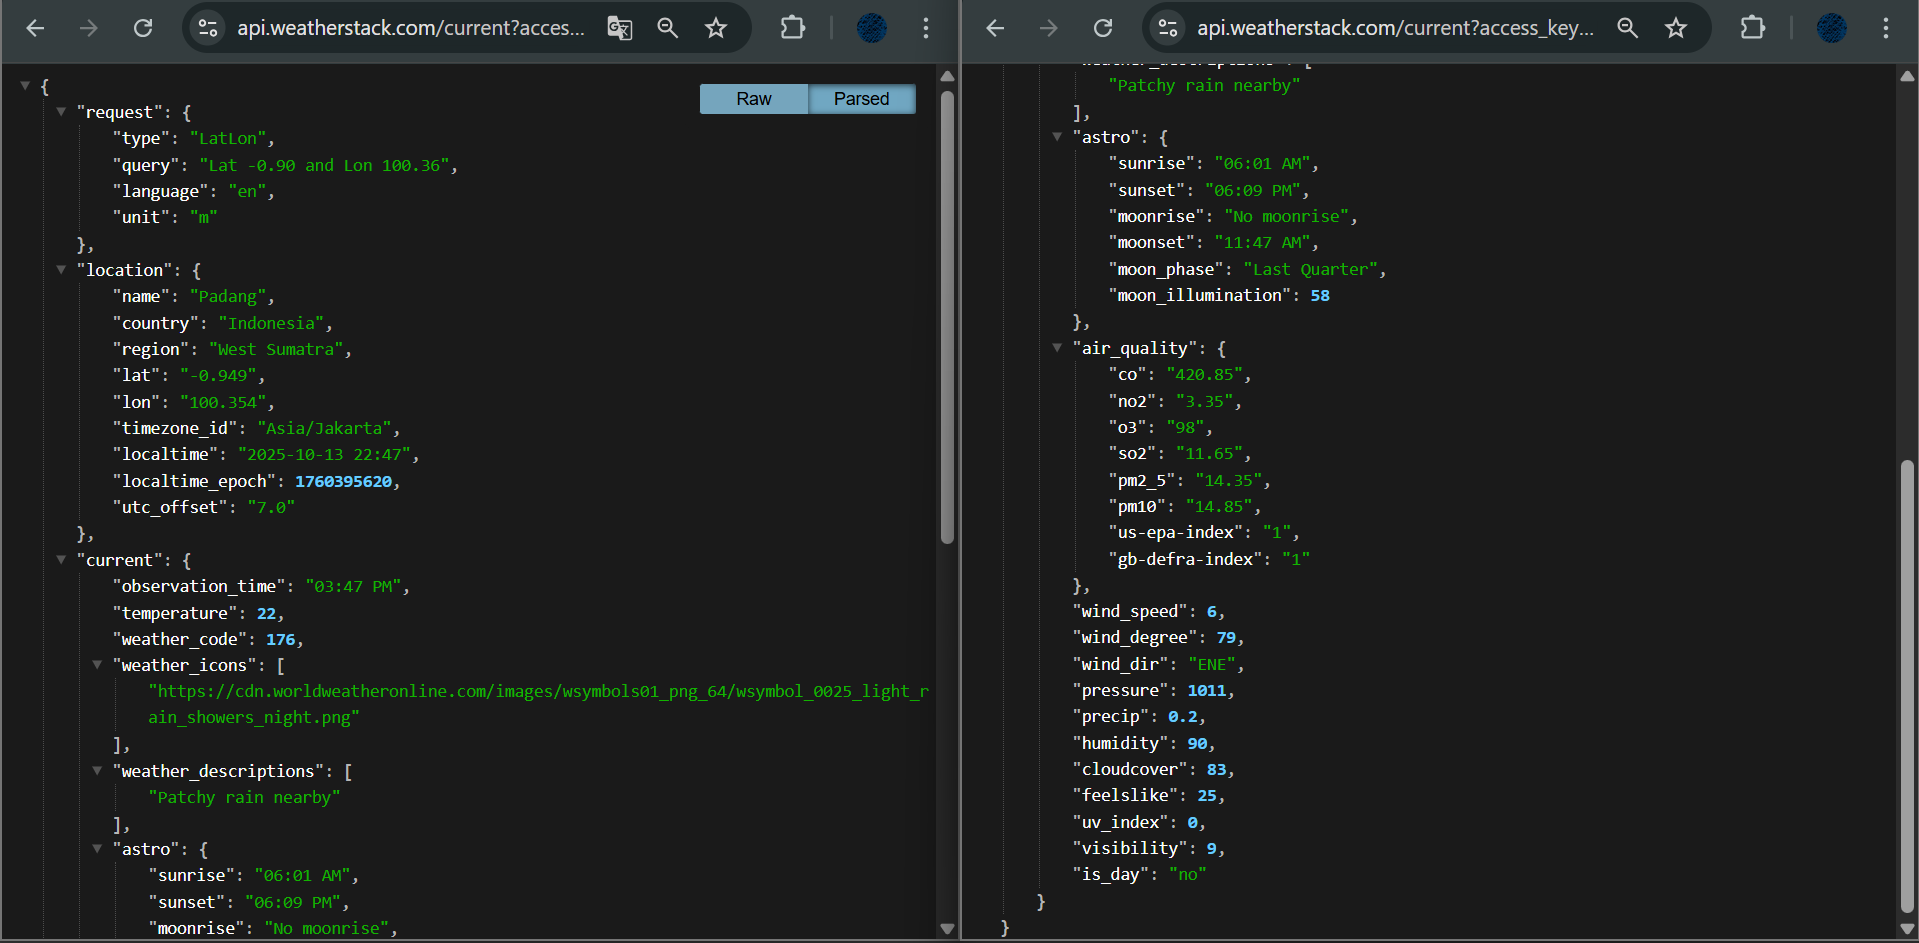 api.weatherstack.com/current?acces...
{
"request": {
"type": "LatLon",
"query": "Lat -0.90 and Lon 100.36",
"language": "en",
"unit": "m"
},
"location": {
"name": "Padang",
"country": "Indonesia",
"region": "West Sumatra",
"lat": "-0.949",
"lon": "100.354",
"timezone_id": "Asia/Jakarta",
"localtime": "2025-10-13 22:47",
"localtime_epoch": 1760395620,
"utc_offset": "7.0"
},
"current": {
"observation_time": "03:47 PM",
"temperature": 22,
"weather_code": 176,
"weather_icons": [
"https://cdn.worldweatheronline.com/images/wsymbols01_png_64/wsymbol_0025_light_r
ain_showers_night.png"
],
"weather_descriptions": [
"Patchy rain nearby"
],
"astro": {
"sunrise": "06:01 AM",
"sunset": "06:09 PM",
"moonrise": "No moonrise",
Raw
Parsed
api.weatherstack.com/current?access_key...
"Patchy rain nearby"
],
"astro": {
"sunrise": "06:01 AM",
"sunset": "06:09 PM",
"moonrise": "No moonrise",
"moonset": "11:47 AM",
"moon_phase": "Last Quarter",
"moon_illumination": 58
},
"air_quality": {
"co": "420.85",
"no2": "3.35",
"o3": "98",
"so2": "11.65",
"pm2_5": "14.35",
"pm10": "14.85",
"us-epa-index": "1",
"gb-defra-index": "1"
},
"wind_speed": 6,
"wind_degree": 79,
"wind_dir": "ENE",
"pressure": 1011,
"precip": 0.2,
"humidity": 90,
"cloudcover": 83,
"feelslike": 25,
"uv_index": 0,
"visibility": 9,
"is_day": "no"
}
}